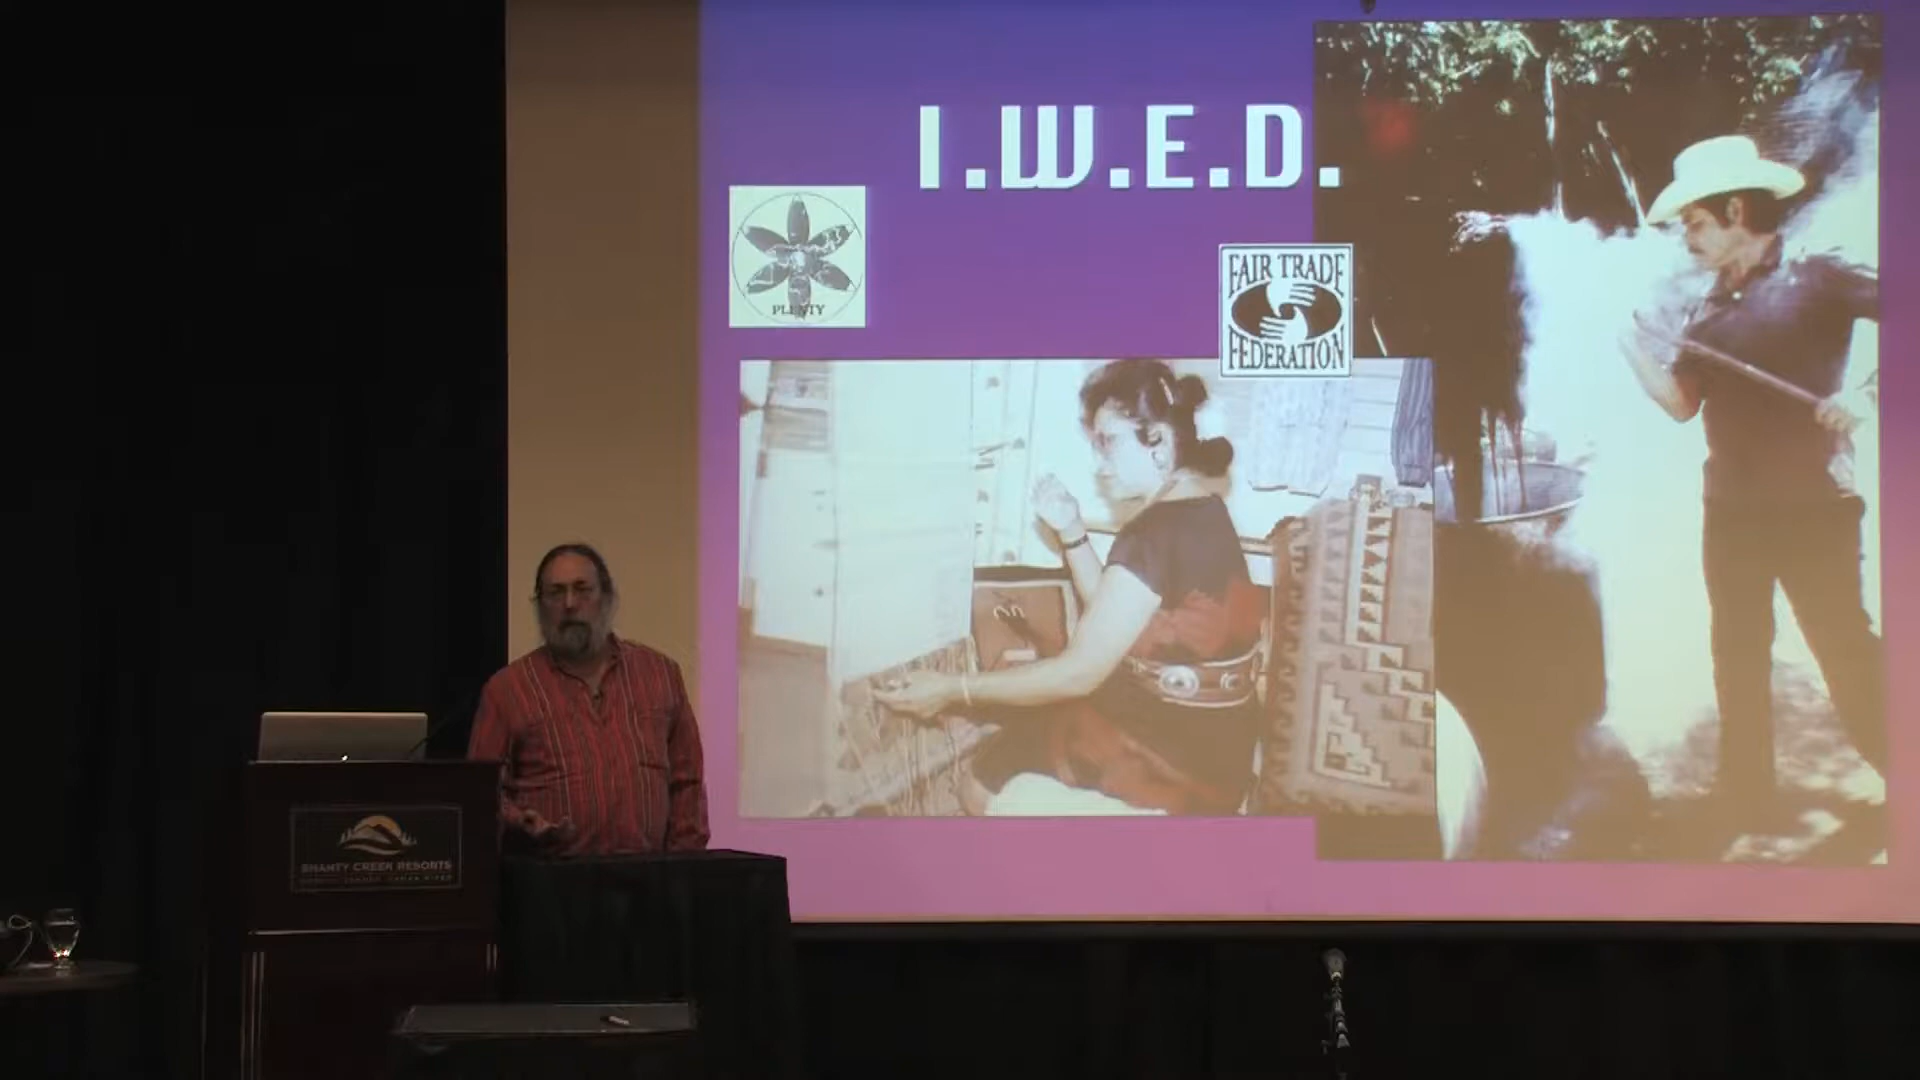 I.W.E.D.
PLENTY
FAIR TRADE
FEDERATION
SHANTY CREEK RESORTS